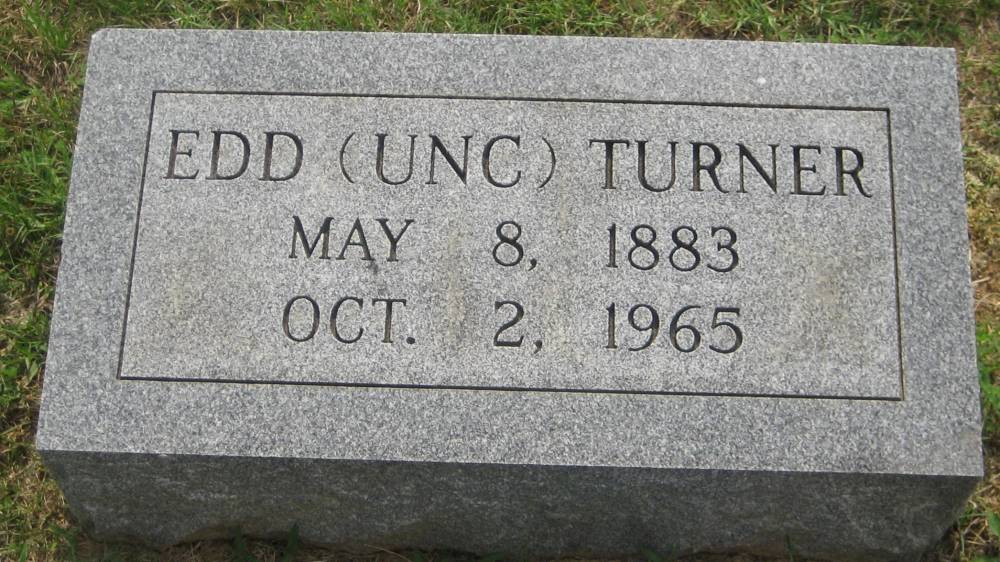 EDD (UNC) TURNER
MAY 8, 1883
OCT. 2, 1965